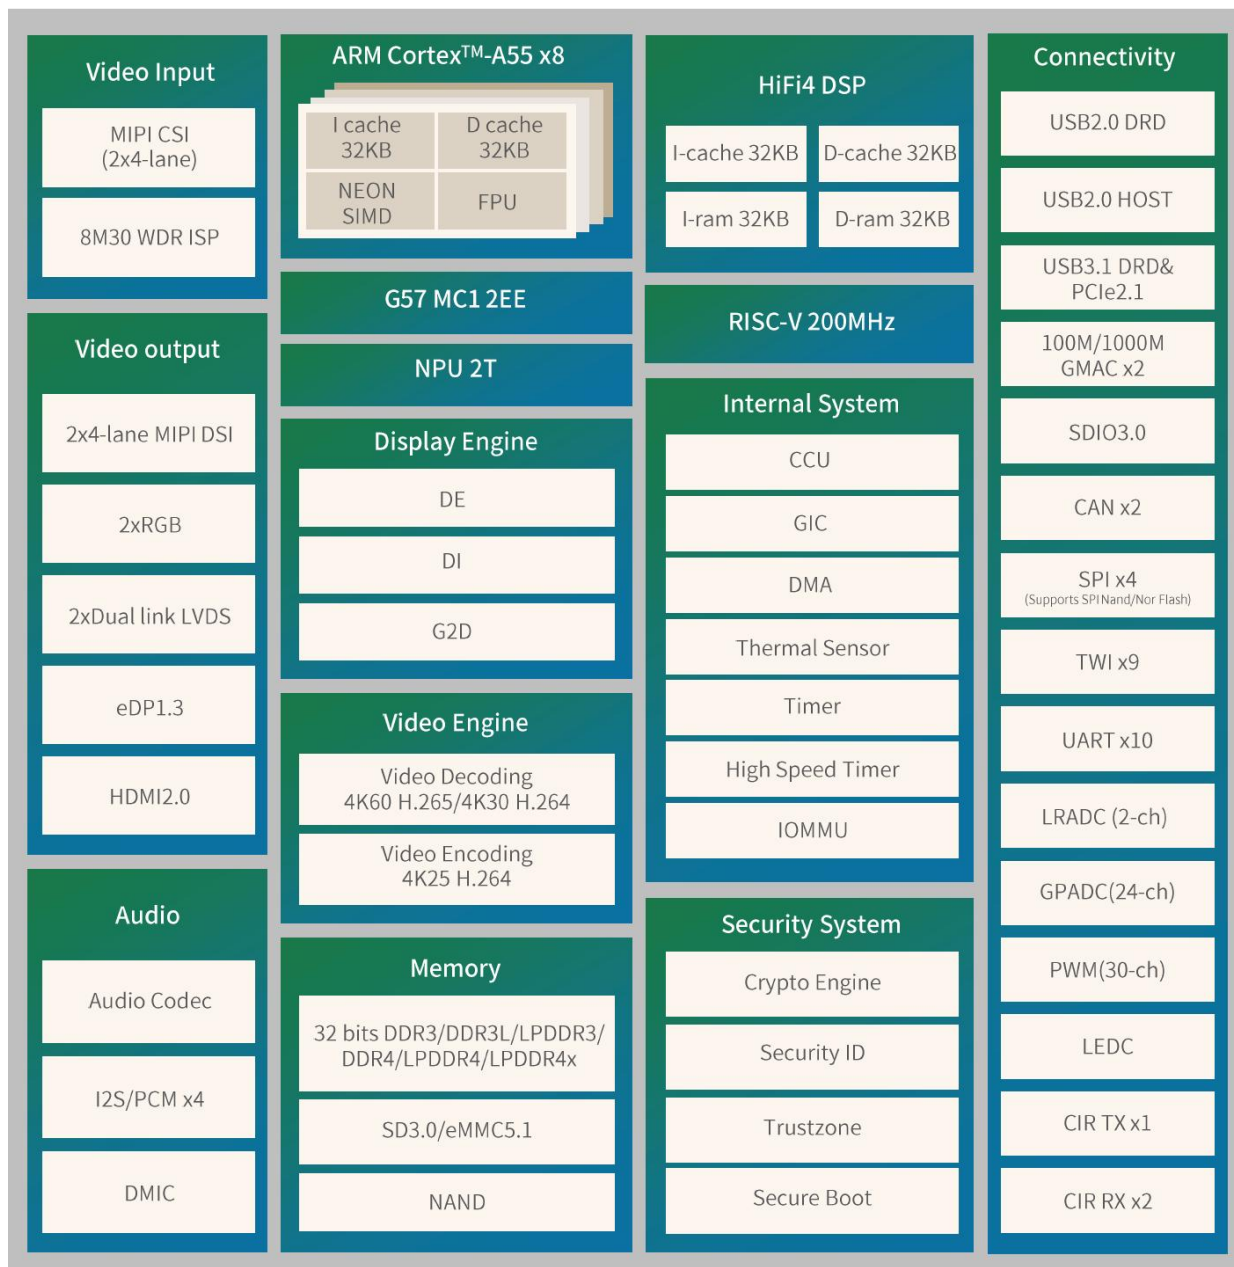 Video Input
MIPI CSI
(2x4-lane)
8M30 WDR ISP
Video output
2x4-lane MIPI DSI
2xRGB
2xDual link LVDS
eDP1.3
HDMI2.0
Audio
Audio Codec
I2S/PCM x4
DMIC
ARM Cortex™-A55 x8
I cache
32KB
D cache
32KB
NEON
SIMD
FPU
G57 MC1 2EE
NPU 2T
Display Engine
DE
DI
G2D
Video Engine
Video Decoding
4K60 H.265/4K30 H.264
Video Encoding
4K25 H.264
Memory
32 bits DDR3/DDR3L/LPDDR3/
DDR4/LPDDR4/LPDDR4x
SD3.0/eMMC5.1
NAND
HiFi4 DSP
I-cache 32KB
D-cache 32KB
I-ram 32KB
D-ram 32KB
RISC-V 200MHz
Internal System
CCU
GIC
DMA
Thermal Sensor
Timer
High Speed Timer
IOMMU
Security System
Crypto Engine
Security ID
Trustzone
Secure Boot
Connectivity
USB2.0 DRD
USB2.0 HOST
USB3.1 DRD&
PCIe2.1
100M/1000M
GMAC x2
SDIO3.0
CAN x2
SPI x4
(Supports SPI Nand/Nor Flash)
TWI x9
UART x10
LRADC (2-ch)
GPADC(24-ch)
PWM(30-ch)
LEDC
CIR TX x1
CIR RX x2